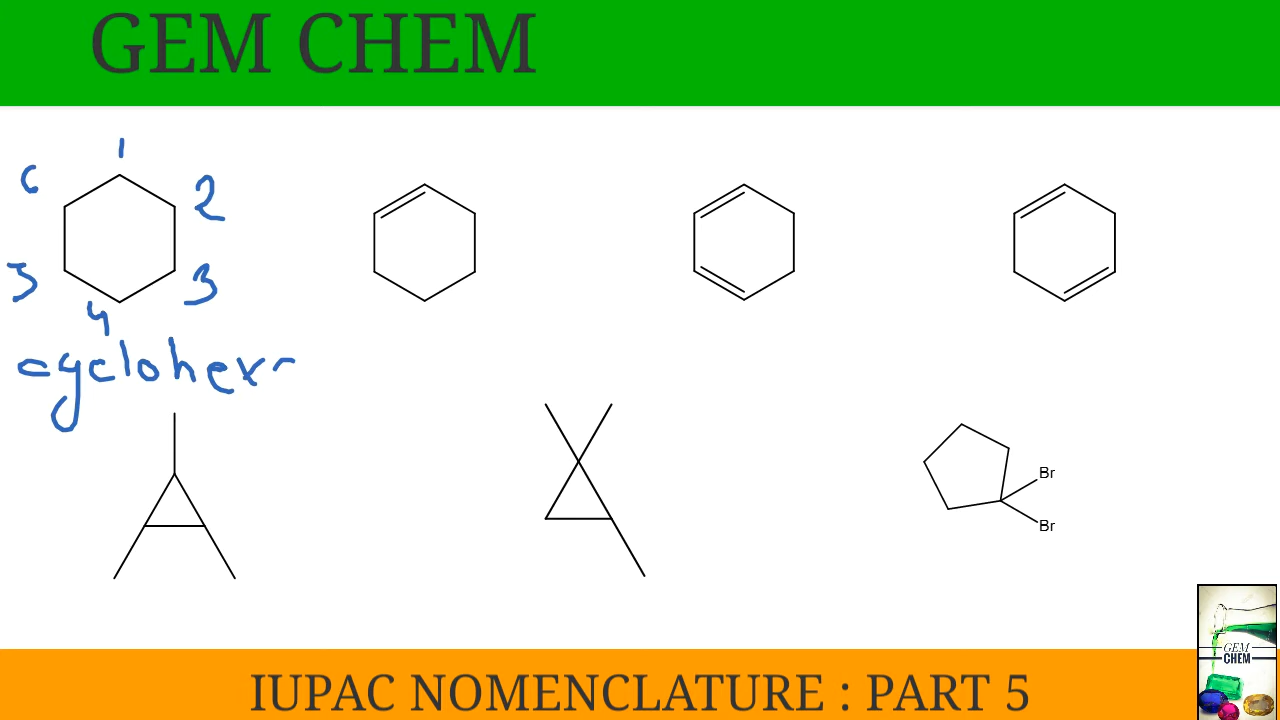 GEM CHEM
1
6
2
5
3
4
cyclohex
Br
Br
GEM
CHEM
IUPAC NOMENCLATURE : PART 5